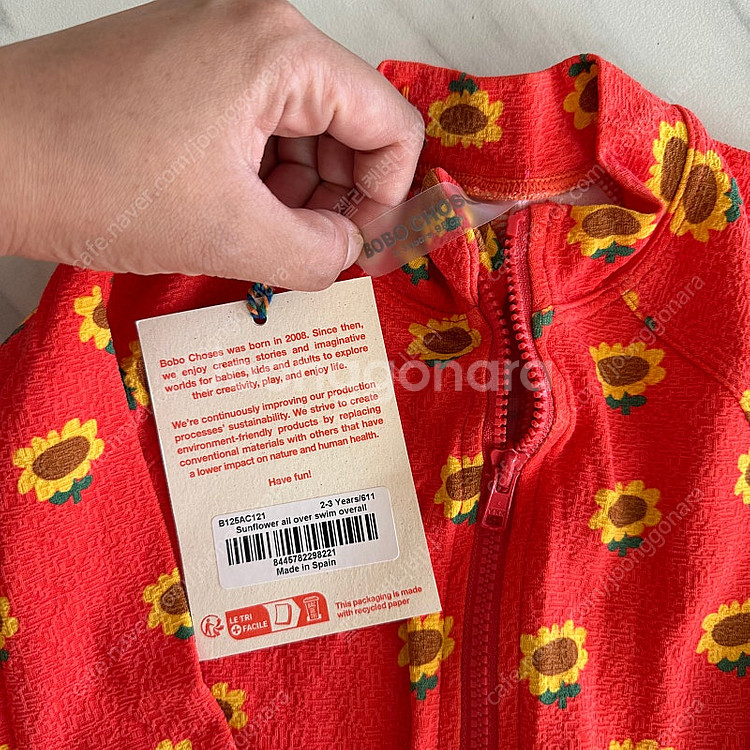 BOBO CHOSES
Bobo Choses was born in 2008. Since then,
we enjoy creating stories and imaginative
worlds for babies, kids and adults to explore
their creativity, play, and enjoy life.
We're continuously improving our production
processes' sustainability. We strive to create
environment-friendly products by replacing
conventional materials with others that have
a lower impact on nature and human health.
Have fun!
B125AC121 2-3 Years/611
Sunflower all over swim overall
8445782298221
Made in Spain
LE TRI
+ FACILE
This packaging is made
with recycled paper
joonggonara
cafe.naver.com/joonggonara